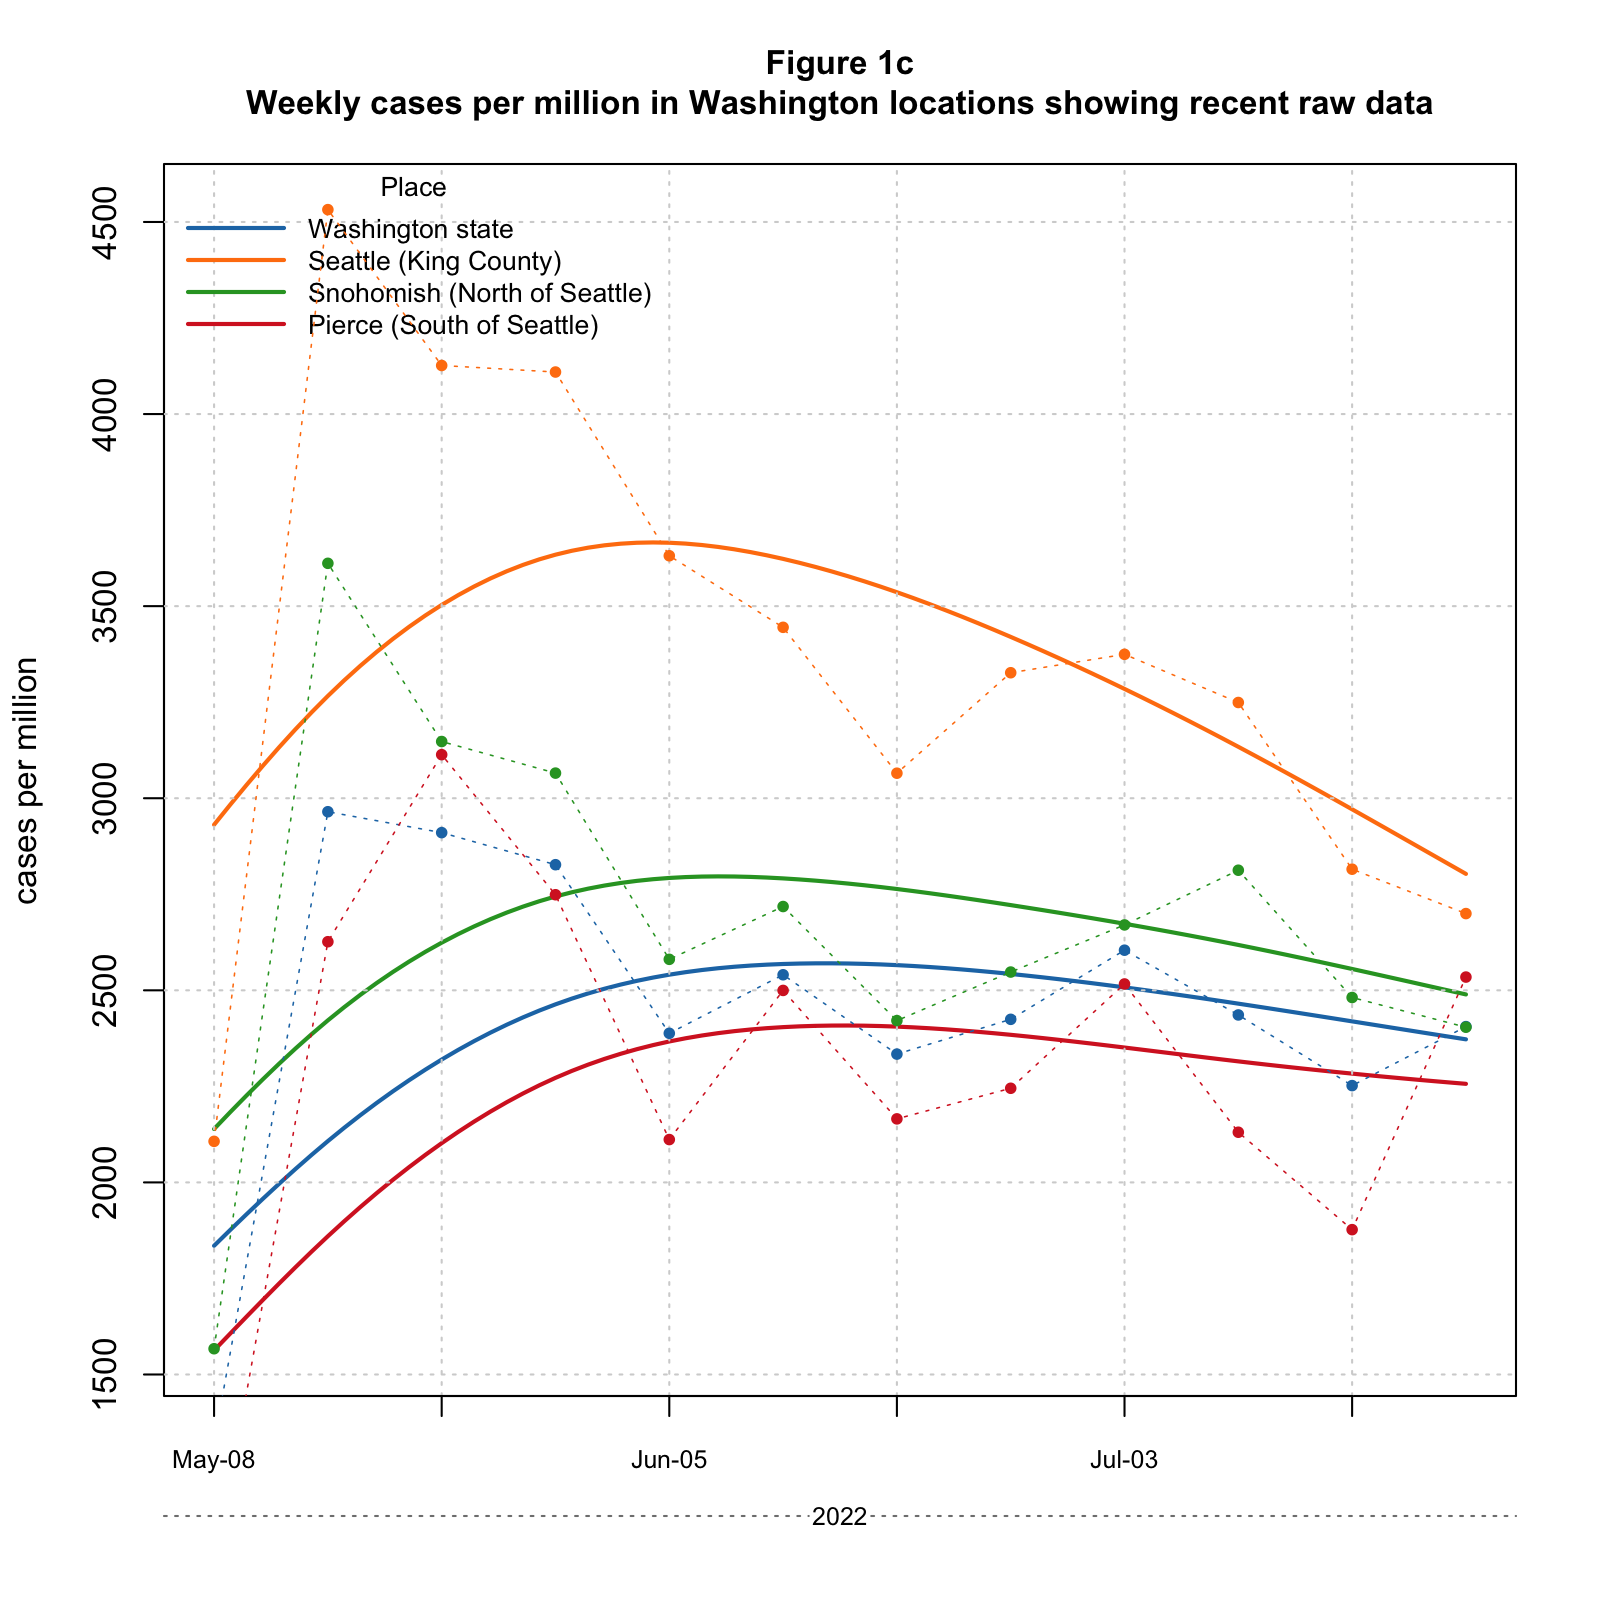 Figure 1c
Weekly cases per million in Washington locations showing recent raw data
Place
Washington state
Seattle (King County)
Snohomish (North of Seattle)
Pierce (South of Seattle)
cases per million
4500
4000
3500
3000
2500
2000
1500
May-08
Jun-05
Jul-03
2022